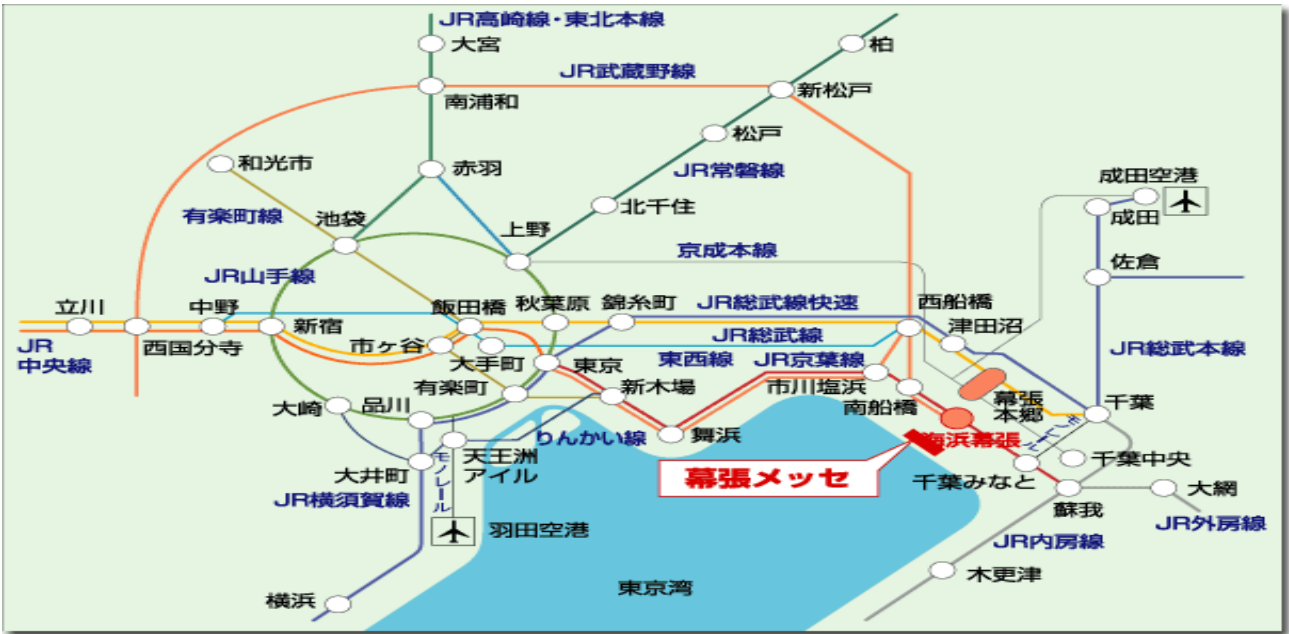 JR高崎線・東北本線
大宮
柏
JR武蔵野線
新松戸
南浦和
松戸
和光市
赤羽
JR常磐線
成田空港
有楽町線
池袋
北千住
成田
上野
京成本線
佐倉
JR山手線
立川
中野
新宿
飯田橋
秋葉原
錦糸町
JR総武線快速
西船橋
津田沼
JR
中央線
西国分寺
市ヶ谷
大手町
東京
JR総武線
東西線
JR京葉線
JR総武本線
有楽町
新木場
市川塩浜
南船橋
幕張
本郷
千葉
大崎
品川
舞浜
りんかい線
海浜幕張
モノレール
大井町
天王洲
アイル
モノレール
幕張メッセ
千葉みなと
千葉中央
JR横須賀線
蘇我
大網
羽田空港
JR外房線
JR内房線
木更津
横浜
東京湾